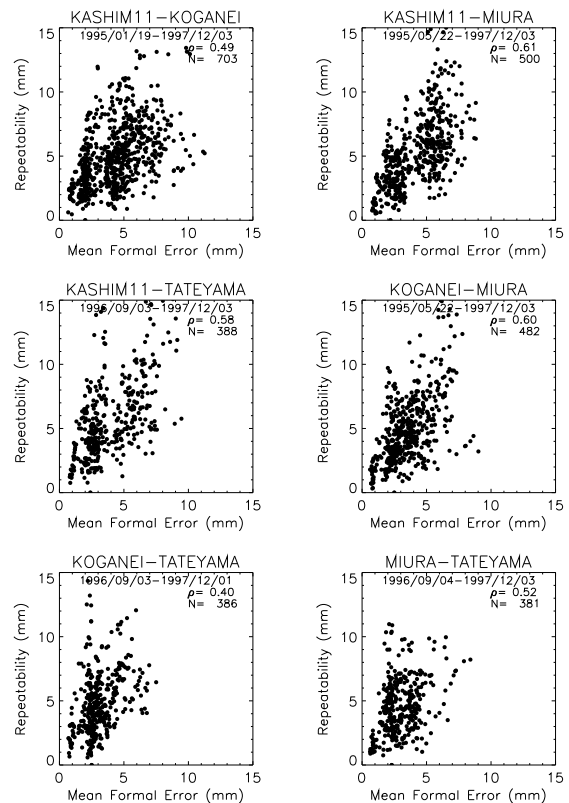 KASHIM11-KOGANEI
1995/01/19-1997/12/03
ρ= 0.49
N= 703
15
10
5
0
Repeatability (mm)
0 5 10 15
Mean Formal Error (mm)
KASHIM11-MIURA
1995/05/22-1997/12/03
ρ= 0.61
N= 500
15
10
5
0
Repeatability (mm)
0 5 10 15
Mean Formal Error (mm)
KASHIM11-TATEYAMA
1996/09/03-1997/12/03
ρ= 0.58
N= 388
15
10
5
0
Repeatability (mm)
0 5 10 15
Mean Formal Error (mm)
KOGANEI-MIURA
1995/05/22-1997/12/03
ρ= 0.60
N= 482
15
10
5
0
Repeatability (mm)
0 5 10 15
Mean Formal Error (mm)
KOGANEI-TATEYAMA
1996/09/03-1997/12/01
ρ= 0.40
N= 386
15
10
5
0
Repeatability (mm)
0 5 10 15
Mean Formal Error (mm)
MIURA-TATEYAMA
1996/09/04-1997/12/03
ρ= 0.52
N= 381
15
10
5
0
Repeatability (mm)
0 5 10 15
Mean Formal Error (mm)